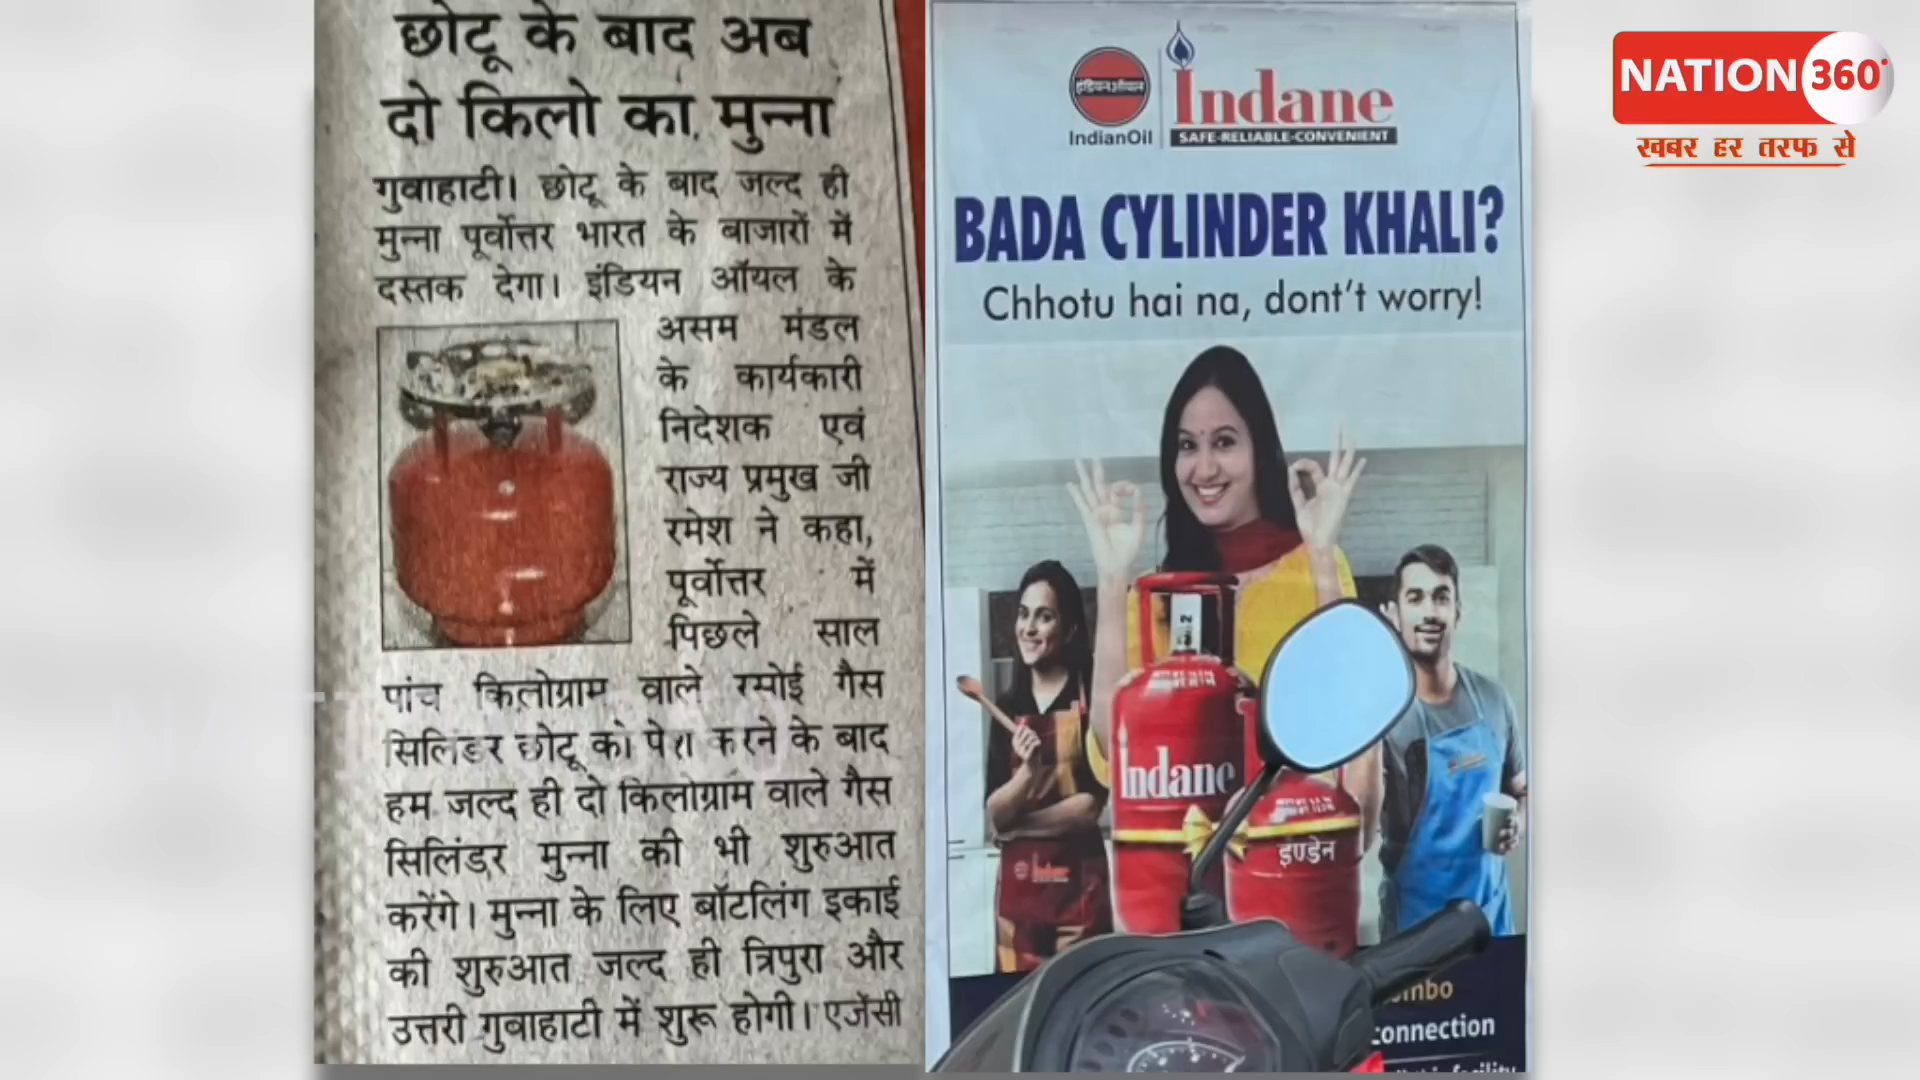 छोटू के बाद अब
दो किलो का मुन्ना
गुवाहाटी। छोटू के बाद जल्द ही
मुन्ना पूर्वोत्तर भारत के बाजारों में
दस्तक देगा। इंडियन ऑयल के
असम मंडल
के कार्यकारी
निदेशक एवं
राज्य प्रमुख जी
रमेश ने कहा,
पूर्वोत्तर में
पिछले साल
पांच किलोग्राम वाले रसोई गैस
सिलिंडर छोटू को पेश करने के बाद
हम जल्द ही दो किलोग्राम वाले गैस
सिलिंडर मुन्ना की भी शुरुआत
करेंगे। मुन्ना के लिए बॉटलिंग इकाई
की शुरुआत जल्द ही त्रिपुरा और
उत्तरी गुवाहाटी में शुरू होगी। एजेंसी
इंडियनऑयल
IndianOil
Indane
SAFE-RELIABLE-CONVENIENT
BADA CYLINDER KHALI?
Chhotu hai na, dont't worry!
Indane
इण्डेन
connection
NATION 360°
खबर हर तरफ से